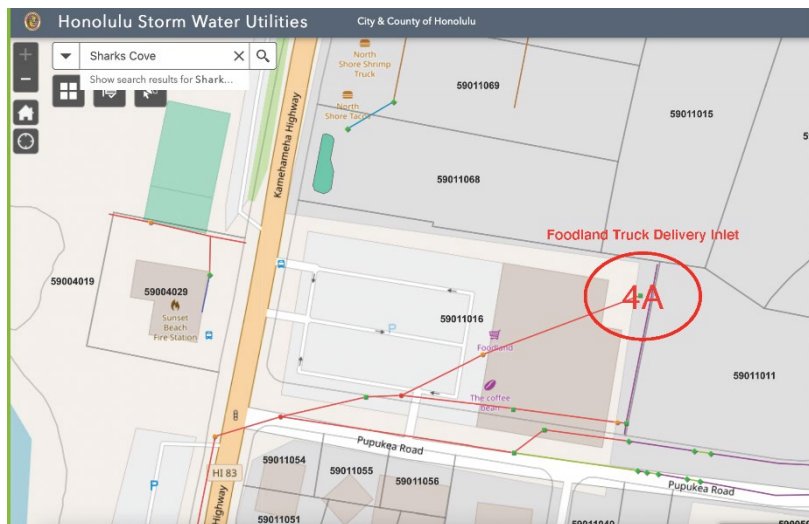 Honolulu Storm Water Utilities
City & County of Honolulu
Sharks Cove
Show search results for Shark...
North
Shore Shrimp
Truck
North
Shore Tacos
59011069
59011015
59011068
Kamehameha Highway
Foodland Truck Delivery Inlet
4A
59004019
59004029
Sunset
Beach
Fire Station
59011016
P
Foodland
The coffee
bean
59011011
Pupukea Road
HI 83
Highway
P
59011054
59011055
59011056
59011051
Pupukea Road